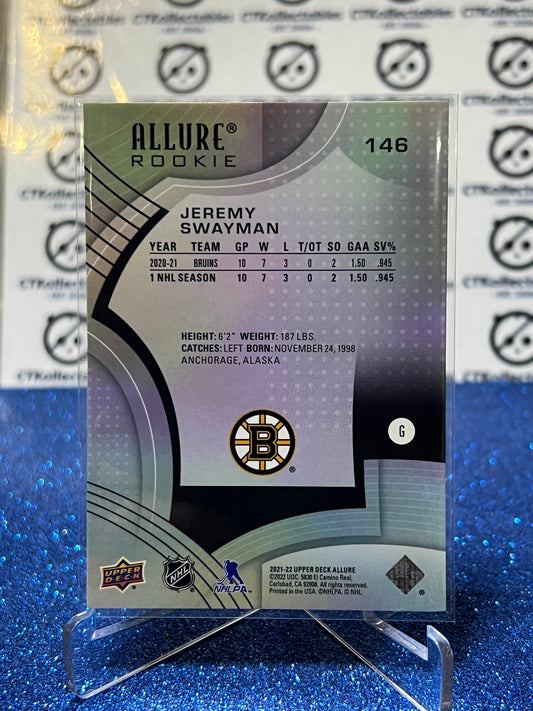 CTKollectables
CTKollectables
CTKollectables
ALLURE®
ROOKIE
146
JEREMY
SWAYMAN
YEAR TEAM GP W L T/OT SO GAA SV%
2020-21 BRUINS 10 7 3 0 2 1.50 .945
1 NHL SEASON 10 7 3 0 2 1.50 .945
HEIGHT: 6'2" WEIGHT: 187 LBS.
CATCHES: LEFT BORN: NOVEMBER 24, 1998
ANCHORAGE, ALASKA
B
®
G
UPPER
DECK
NHL
NHLPA
2021-22 UPPER DECK ALLURE
©2022 UDC. 5830 El Camino Real,
Carlsbad, CA 92008. All rights reserved.
Printed in the USA. ©NHLPA. © NHL.